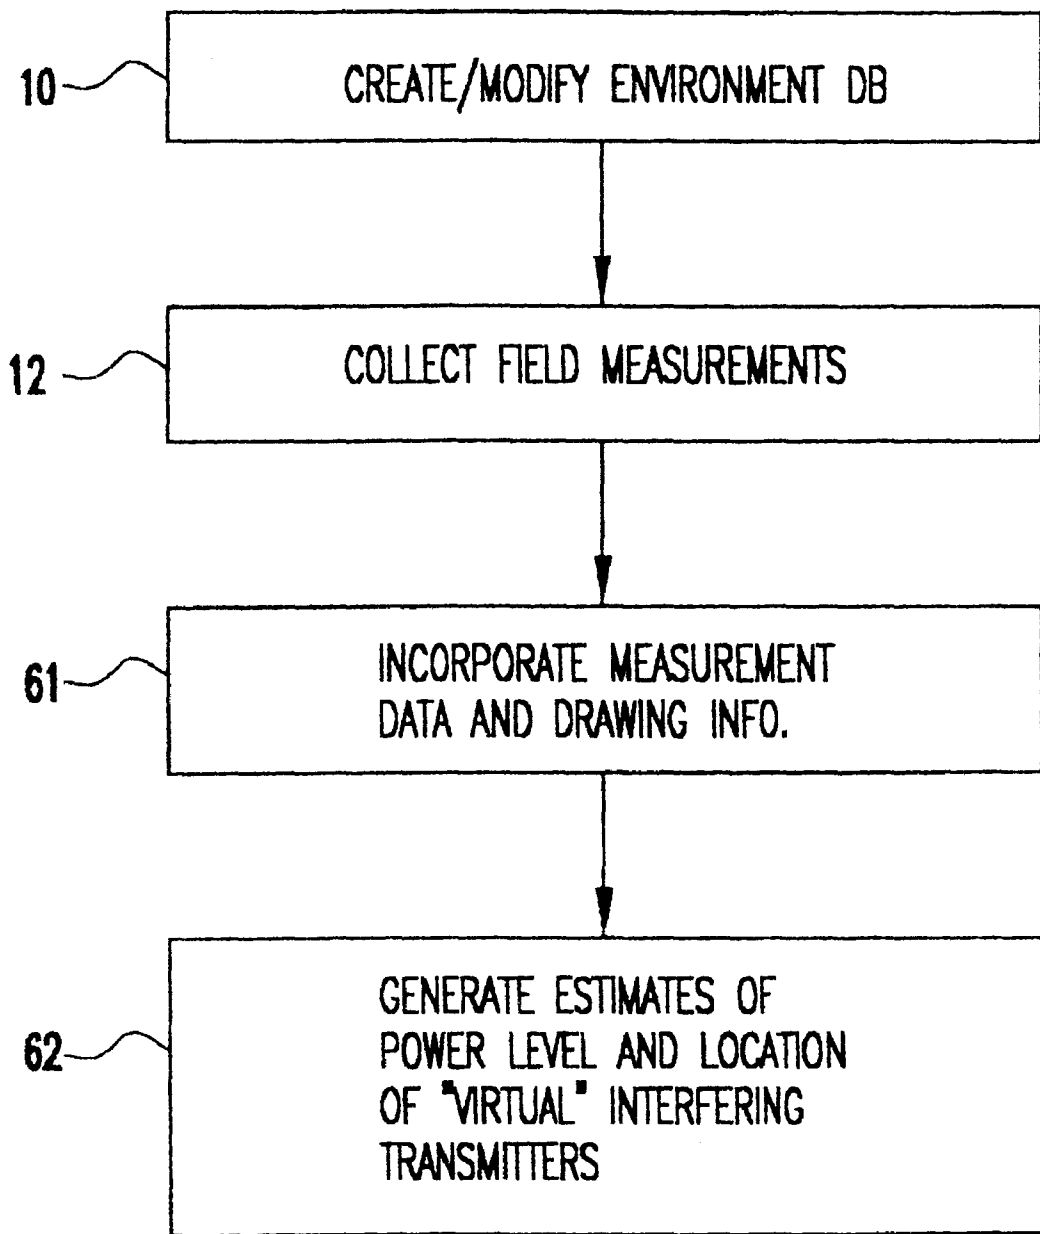 10
CREATE/MODIFY ENVIRONMENT DB
12
COLLECT FIELD MEASUREMENTS
61
INCORPORATE MEASUREMENT
DATA AND DRAWING INFO.
62
GENERATE ESTIMATES OF
POWER LEVEL AND LOCATION
OF "VIRTUAL" INTERFERING
TRANSMITTERS